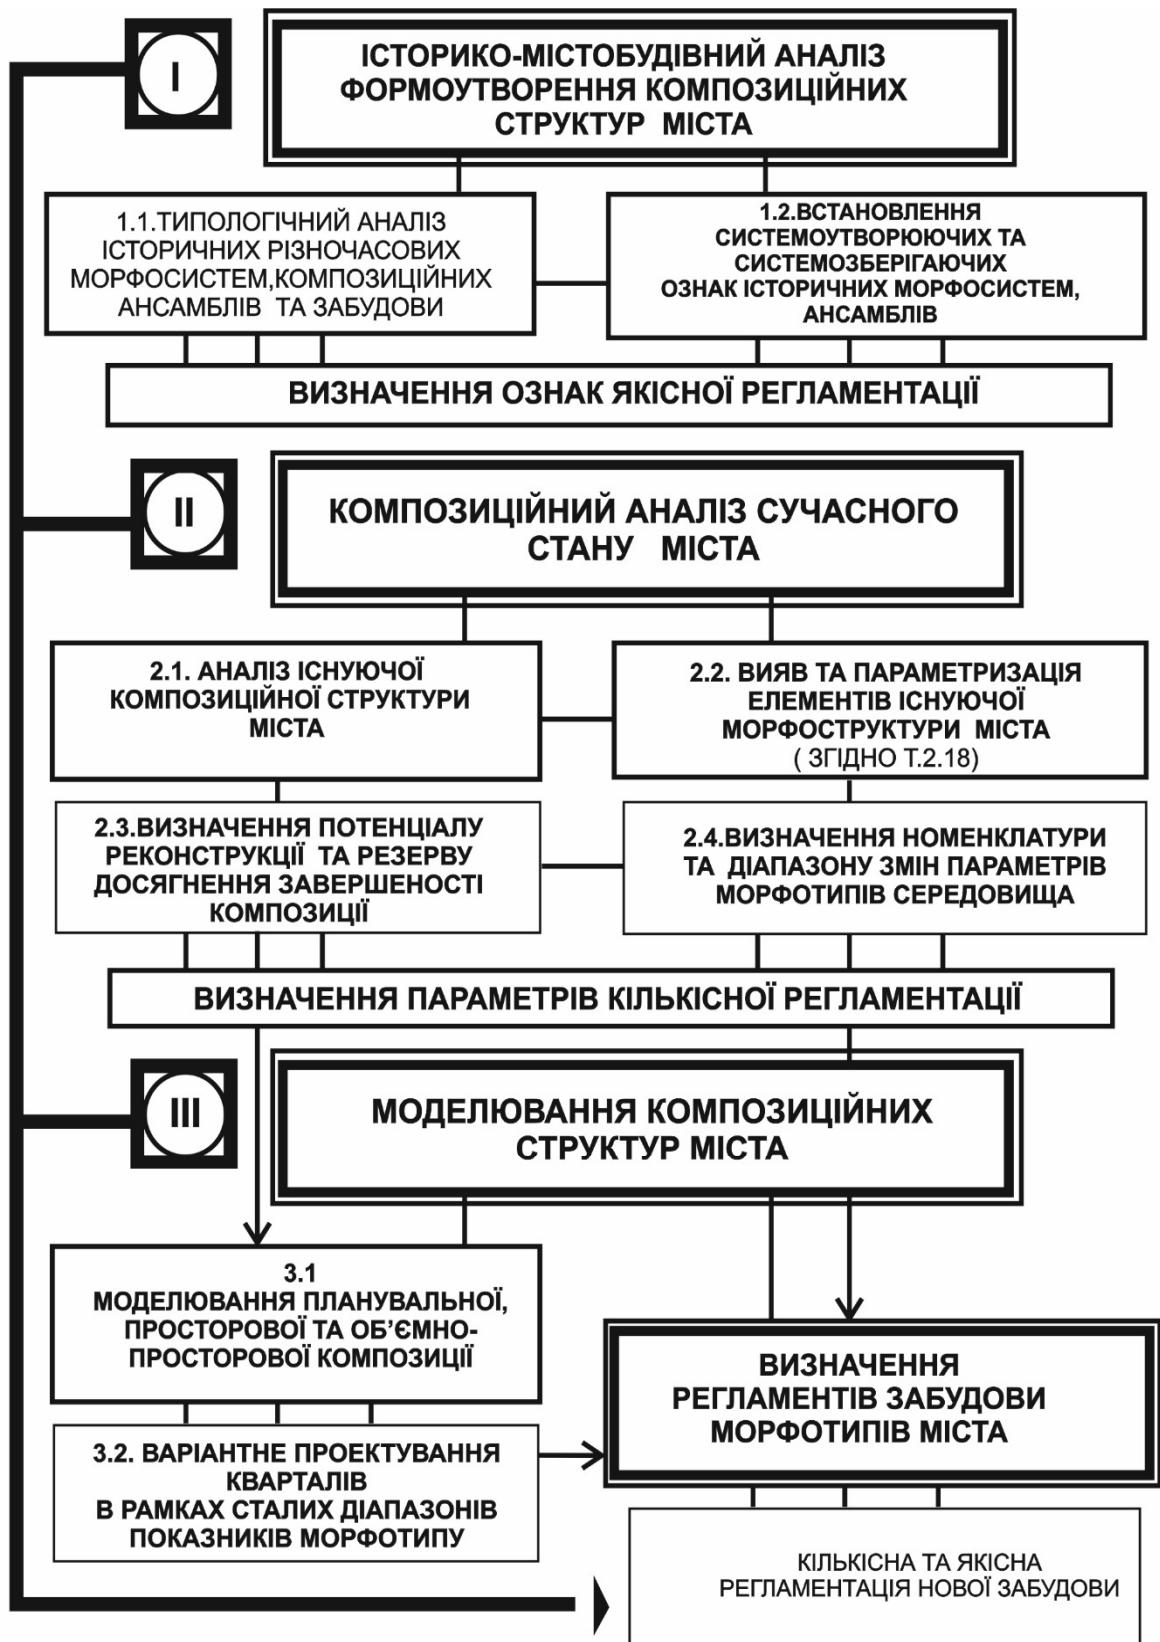 I
ІСТОРИКО-МІСТОБУДІВНИЙ АНАЛІЗ
ФОРМОУТВОРЕННЯ КОМПОЗИЦІЙНИХ
СТРУКТУР МІСТА
1.1.ТИПОЛОГІЧНИЙ АНАЛІЗ
ІСТОРИЧНИХ РІЗНОЧАСОВИХ
МОРФОСИСТЕМ,КОМПОЗИЦІЙНИХ
АНСАМБЛІВ ТА ЗАБУДОВИ
1.2.ВСТАНОВЛЕННЯ
СИСТЕМОУТВОРЮЮЧИХ ТА
СИСТЕМОЗБЕРІГАЮЧИХ
ОЗНАК ІСТОРИЧНИХ МОРФОСИСТЕМ,
АНСАМБЛІВ
ВИЗНАЧЕННЯ ОЗНАК ЯКІСНОЇ РЕГЛАМЕНТАЦІЇ
II
КОМПОЗИЦІЙНИЙ АНАЛІЗ СУЧАСНОГО
СТАНУ МІСТА
2.1. АНАЛІЗ ІСНУЮЧОЇ
КОМПОЗИЦІЙНОЇ СТРУКТУРИ
МІСТА
2.2. ВИЯВ ТА ПАРАМЕТРИЗАЦІЯ
ЕЛЕМЕНТІВ ІСНУЮЧОЇ
МОРФОСТРУКТУРИ МІСТА
( ЗГІДНО Т.2.18)
2.3.ВИЗНАЧЕННЯ ПОТЕНЦІАЛУ
РЕКОНСТРУКЦІЇ ТА РЕЗЕРВУ
ДОСЯГНЕННЯ ЗАВЕРШЕНОСТІ
КОМПОЗИЦІЇ
2.4.ВИЗНАЧЕННЯ НОМЕНКЛАТУРИ
ТА ДІАПАЗОНУ ЗМІН ПАРАМЕТРІВ
МОРФОТИПІВ СЕРЕДОВИЩА
ВИЗНАЧЕННЯ ПАРАМЕТРІВ КІЛЬКІСНОЇ РЕГЛАМЕНТАЦІЇ
III
МОДЕЛЮВАННЯ КОМПОЗИЦІЙНИХ
СТРУКТУР МІСТА
3.1
МОДЕЛЮВАННЯ ПЛАНУВАЛЬНОЇ,
ПРОСТОРОВОЇ ТА ОБ’ЄМНО-
ПРОСТОРОВОЇ КОМПОЗИЦІЇ
ВИЗНАЧЕННЯ
РЕГЛАМЕНТІВ ЗАБУДОВИ
МОРФОТИПІВ МІСТА
3.2. ВАРІАНТНЕ ПРОЕКТУВАННЯ
КВАРТАЛІВ
В РАМКАХ СТАЛИХ ДІАПАЗОНІВ
ПОКАЗНИКІВ МОРФОТИПУ
КІЛЬКІСНА ТА ЯКІСНА
РЕГЛАМЕНТАЦІЯ НОВОЇ ЗАБУДОВИ